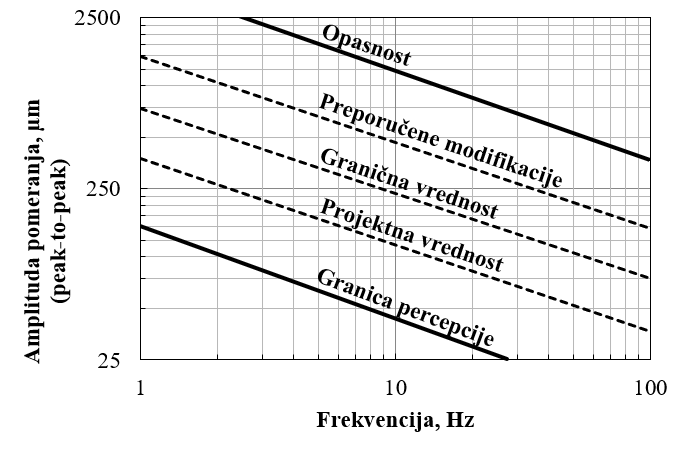 2500
Opasnost
Preporučene modifikacije
Granična vrednost
250
Projektna vrednost
Granica percepcije
25
1
10
100
Amplituda pomeranja, µm
(peak-to-peak)
Frekvencija, Hz